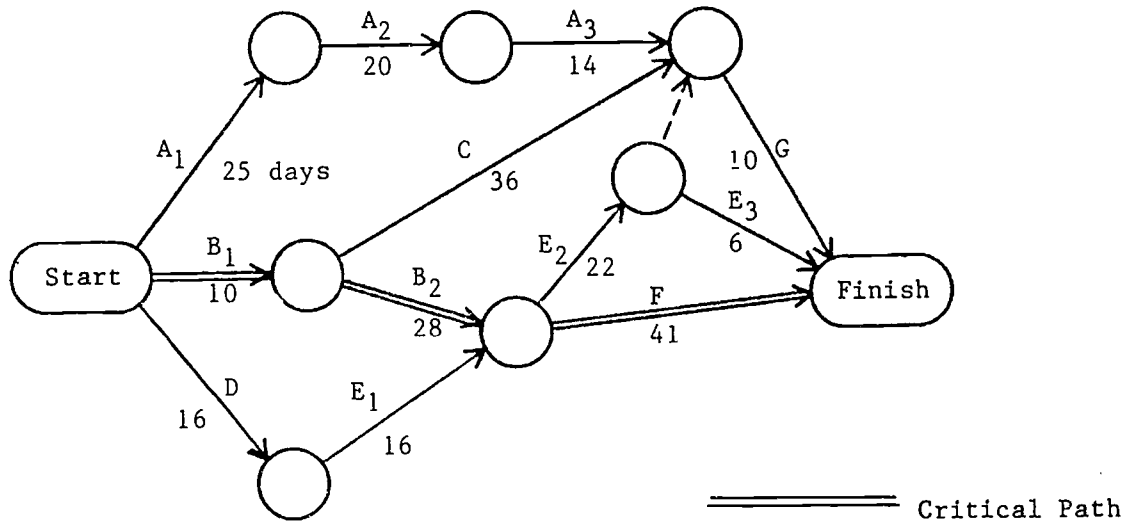 A2
20
A3
14
A1
25 days
C
36
10 G
E3
6
Start
B1
10
B2
28
E2
22
F
41
Finish
D
16
E1
16
Critical Path